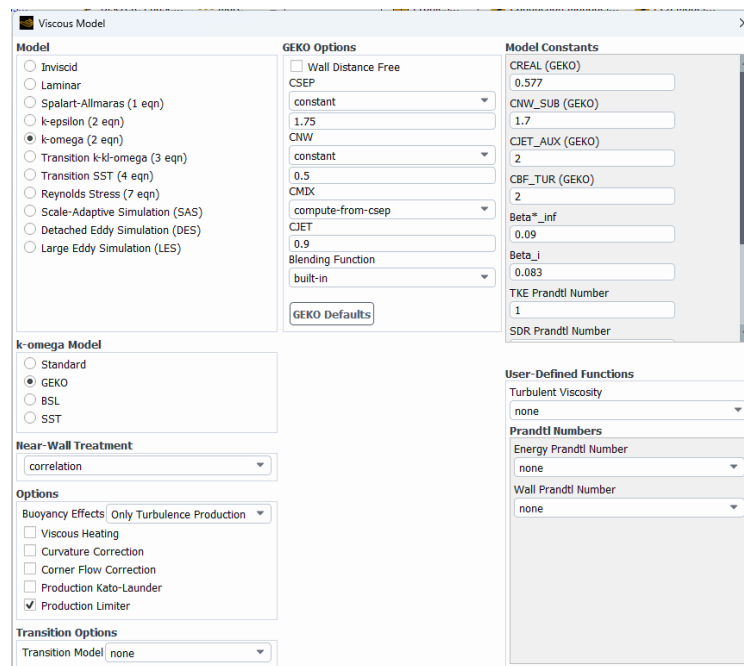 Viscous Model
Model
Inviscid
Laminar
Spalart-Allmaras (1 eqn)
k-epsilon (2 eqn)
k-omega (2 eqn)
Transition k-kl-omega (3 eqn)
Transition SST (4 eqn)
Reynolds Stress (7 eqn)
Scale-Adaptive Simulation (SAS)
Detached Eddy Simulation (DES)
Large Eddy Simulation (LES)
k-omega Model
Standard
GEKO
BSL
SST
Near-Wall Treatment
correlation
Options
Buoyancy Effects Only Turbulence Production
Viscous Heating
Curvature Correction
Corner Flow Correction
Production Kato-Launder
Production Limiter
Transition Options
Transition Model none
GEKO Options
Wall Distance Free
CSEP
constant
1.75
CNW
constant
0.5
CMIX
compute-from-csep
CJET
0.9
Blending Function
built-in
GEKO Defaults
Model Constants
CREAL (GEKO)
0.577
CNW_SUB (GEKO)
1.7
CJET_AUX (GEKO)
2
CBF_TUR (GEKO)
2
Beta*_inf
0.09
Beta_i
0.083
TKE Prandtl Number
1
SDR Prandtl Number
User-Defined Functions
Turbulent Viscosity
none
Prandtl Numbers
Energy Prandtl Number
none
Wall Prandtl Number
none